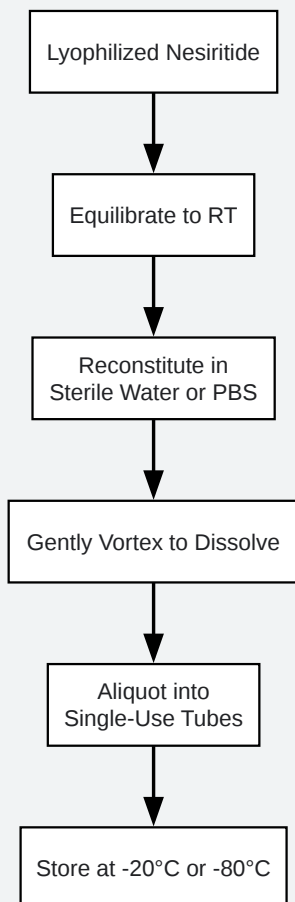 Lyophilized Nesiritide
Equilibrate to RT
Reconstitute in
Sterile Water or PBS
Gently Vortex to Dissolve
Aliquot into
Single-Use Tubes
Store at -20°C or -80°C